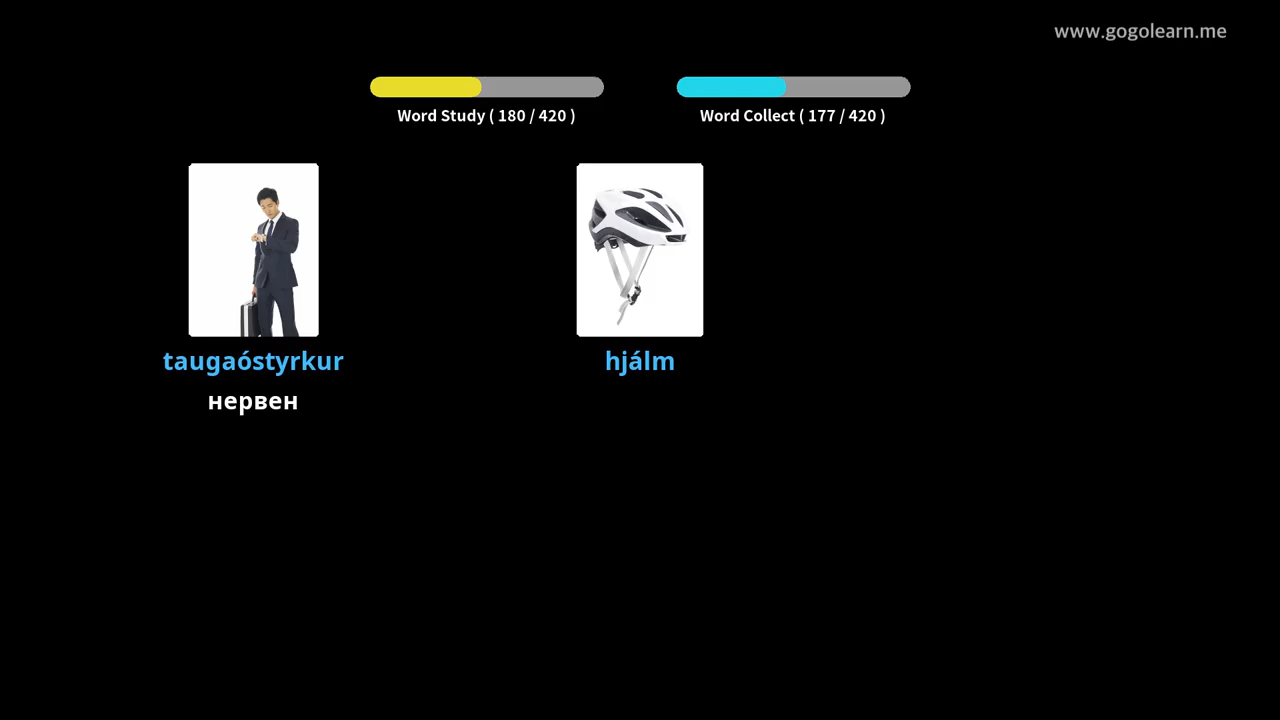 www.gogolearn.me
Word Study ( 180 / 420 )
Word Collect ( 177 / 420 )
taugaóstyrkur
hjálm
нервен